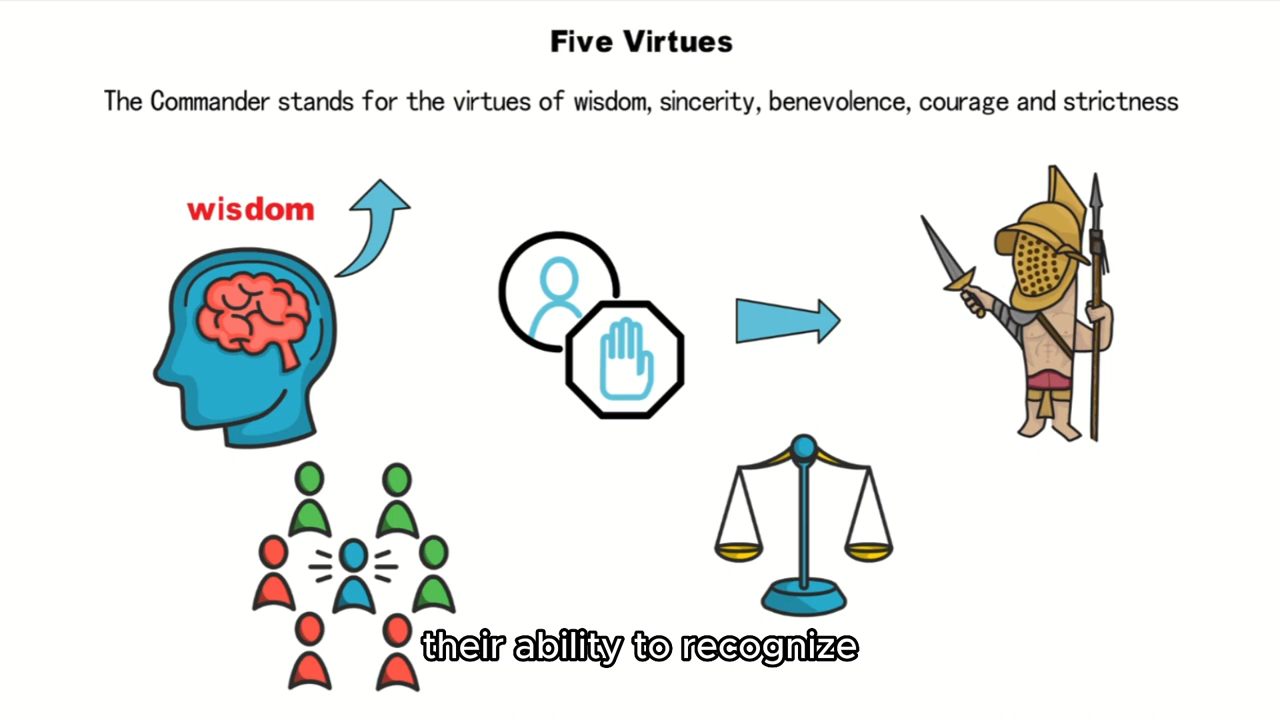 Five Virtues
The Commander stands for the virtues of wisdom, sincerity, benevolence, courage and strictness
wisdom
their ability to recognize